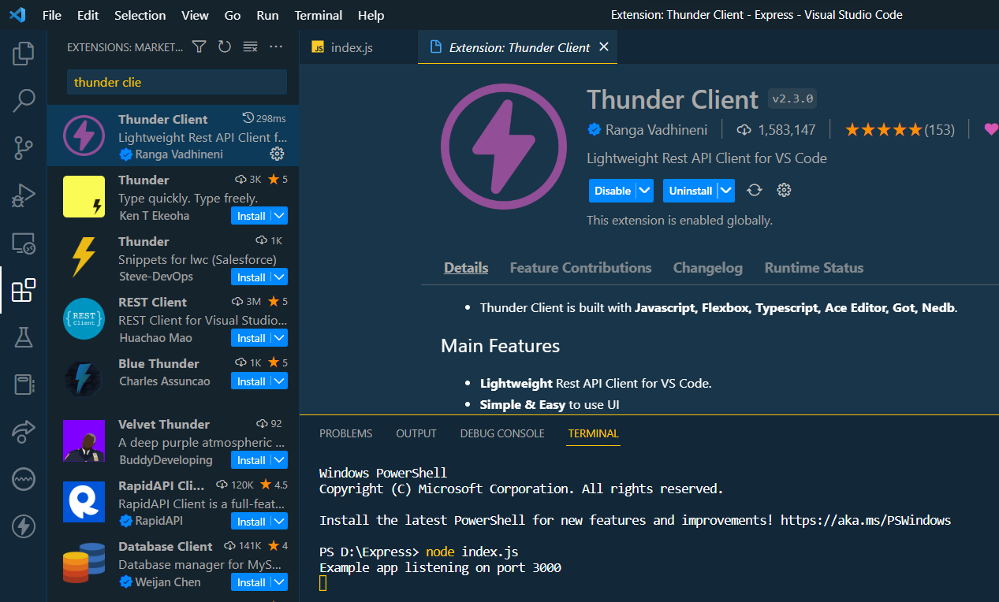 File Edit Selection View Go Run Terminal Help
Extension: Thunder Client - Express - Visual Studio Code
EXTENSIONS: MARKET...
thunder clie
Thunder Client 298ms
Lightweight Rest API Client f...
Ranga Vadhineni
Thunder 3K 5
Type quickly. Type freely.
Ken T Ekeoha Install
Thunder 1K
Snippets for lwc (Salesforce)
Steve-DevOps Install
{REST}
Client
REST Client 3M 5
REST Client for Visual Studio...
Huachao Mao Install
Blue Thunder 1K 5
Charles Assuncao Install
Velvet Thunder 92
A deep purple atmospheric ...
BuddyDeveloping Install
RapidAPI Cli... 120K 4.5
RapidAPI Client is a full-feat...
RapidAPI Install
Database Client 141K 4
Database manager for MyS...
Weijan Chen Install
JS index.js
Extension: Thunder Client
Thunder Client v2.3.0
Ranga Vadhineni 1,583,147 (153)
Lightweight Rest API Client for VS Code
Disable Uninstall
This extension is enabled globally.
Details Feature Contributions Changelog Runtime Status
• Thunder Client is built with Javascript, Flexbox, Typescript, Ace Editor, Got, Nedb.
Main Features
• Lightweight Rest API Client for VS Code.
• Simple & Easy to use UI
PROBLEMS OUTPUT DEBUG CONSOLE TERMINAL
Windows PowerShell
Copyright (C) Microsoft Corporation. All rights reserved.
Install the latest PowerShell for new features and improvements! https://aka.ms/PSWindows
PS D:\Express> node index.js
Example app listening on port 3000